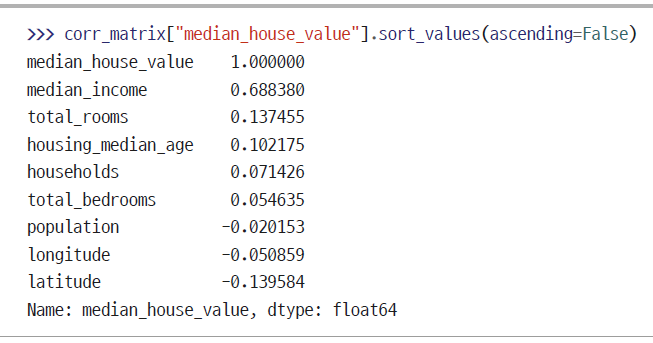 >>> corr_matrix["median_house_value"].sort_values(ascending=False)
median_house_value    1.000000
median_income         0.688380
total_rooms           0.137455
housing_median_age    0.102175
households            0.071426
total_bedrooms        0.054635
population           -0.020153
longitude            -0.050859
latitude             -0.139584
Name: median_house_value, dtype: float64